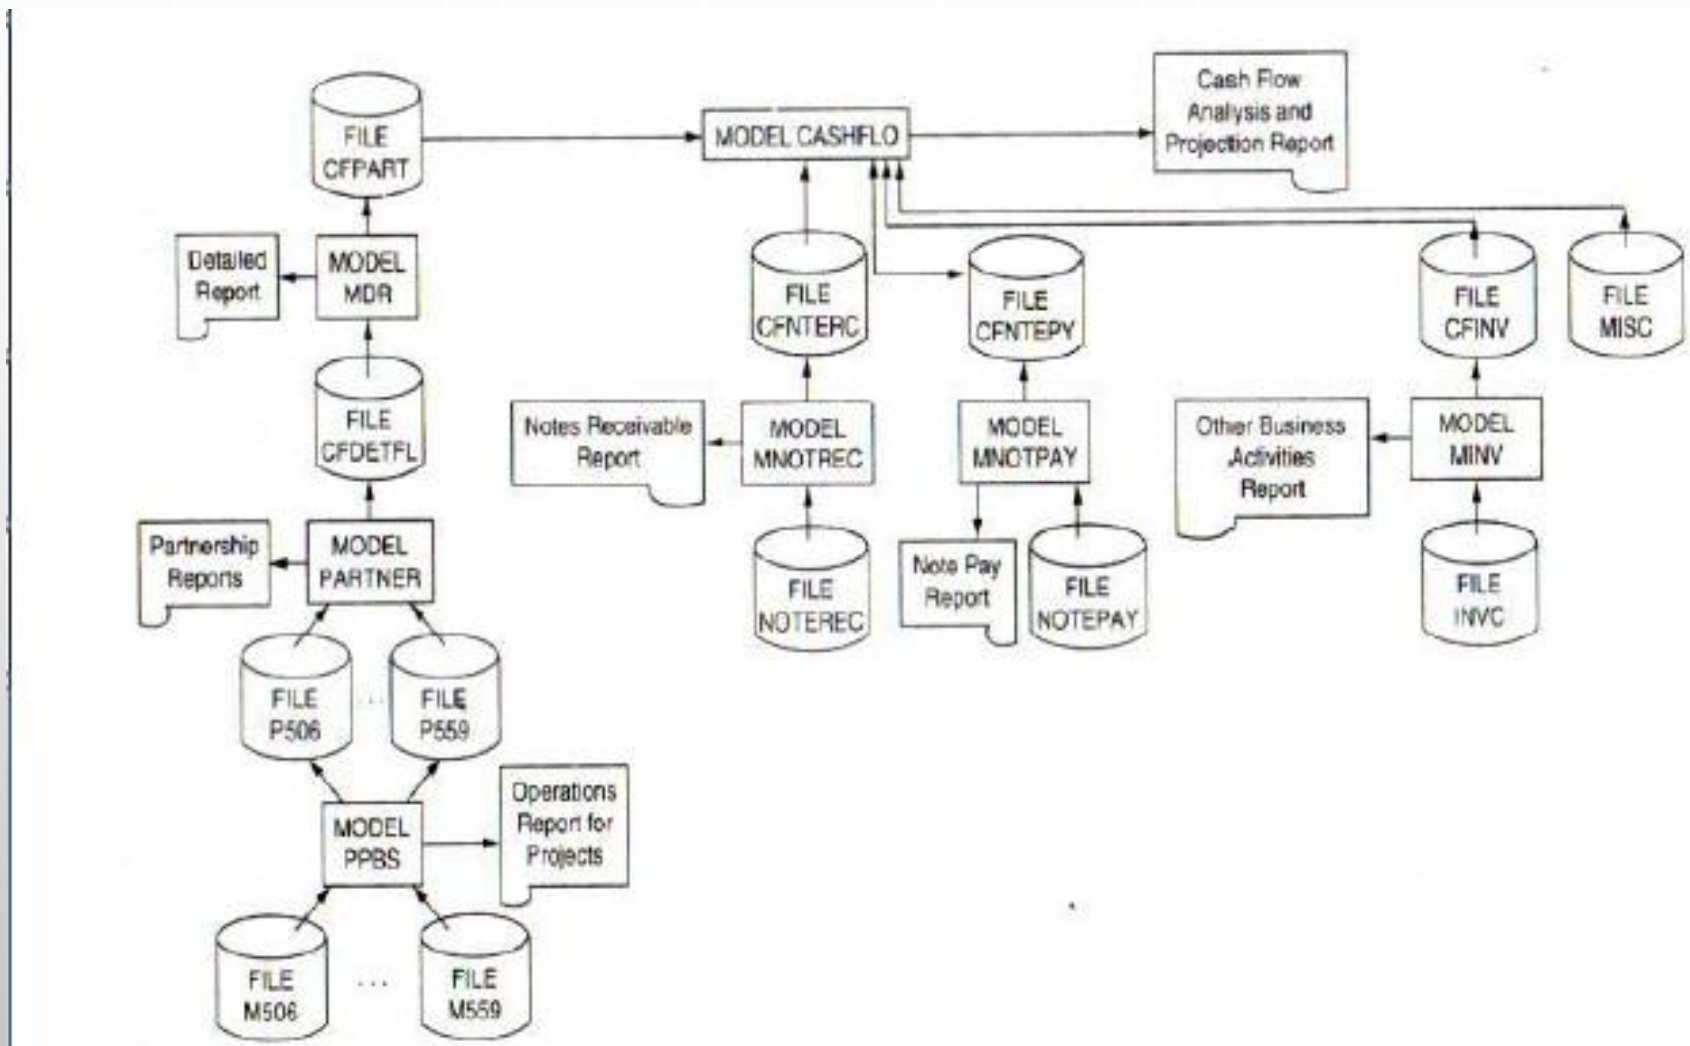 FILE
CFPART
MODEL CASHFLO
Cash Flow
Analysis and
Projection Report
Detailed
Report
MODEL
MDR
FILE
CFNTERC
FILE
CFNTEPY
FILE
CFINV
FILE
MISC
FILE
CFDETFL
Notes Receivable
Report
MODEL
MNOTREC
MODEL
MNOTPAY
Other Business
Activities
Report
MODEL
MINV
Partnership
Reports
MODEL
PARTNER
FILE
NOTEREC
Note Pay
Report
FILE
NOTEPAY
FILE
INVC
FILE
P506
...
FILE
P559
MODEL
PPBS
Operations
Report for
Projects
FILE
M506
...
FILE
M559